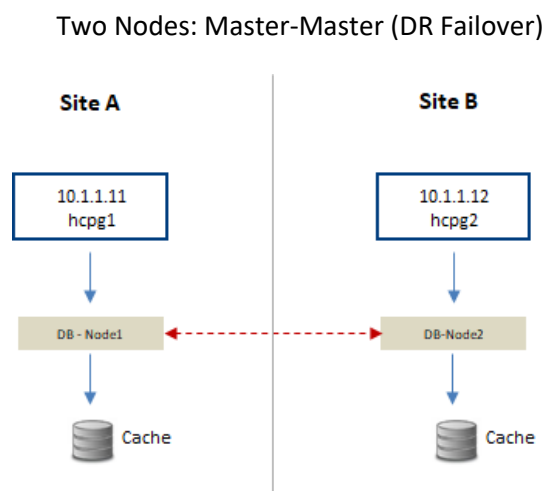 Two Nodes: Master-Master (DR Failover)
Site A
Site B
10.1.1.11
hcpg1
10.1.1.12
hcpg2
DB - Node1
DB-Node2
Cache
Cache